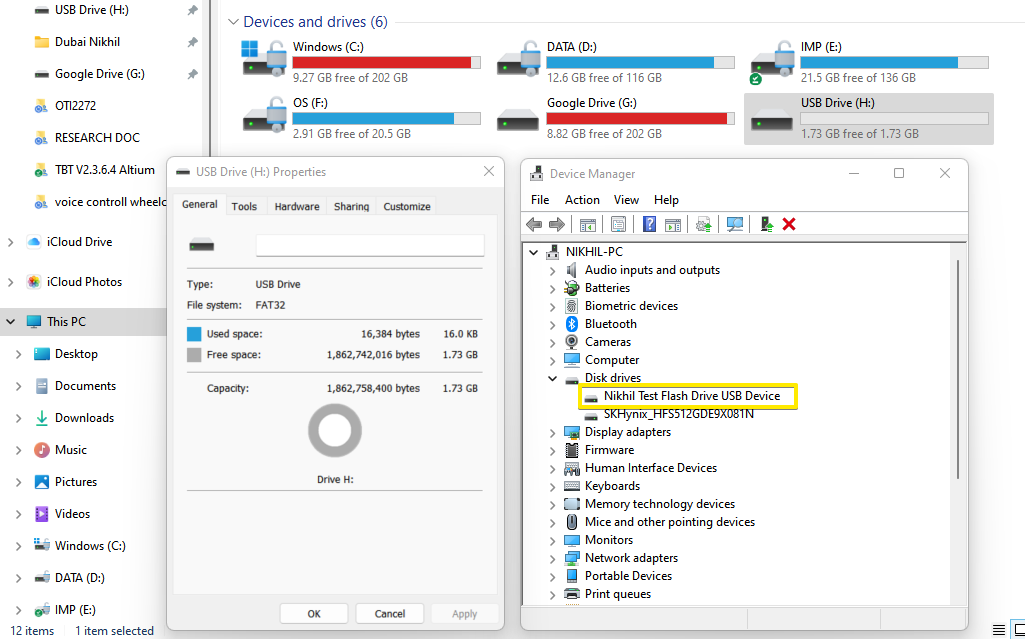 USB Drive (H:)
Dubai Nikhil
Google Drive (G:)
OTI2272
RESEARCH DOC
TBT V2.3.6.4 Altium
voice controll wheelc
iCloud Drive
iCloud Photos
This PC
Desktop
Documents
Downloads
Music
Pictures
Videos
Windows (C:)
DATA (D:)
IMP (E:)
12 items 1 item selected
Devices and drives (6)
Windows (C:)
9.27 GB free of 202 GB
DATA (D:)
12.6 GB free of 116 GB
IMP (E:)
21.5 GB free of 136 GB
OS (F:)
2.91 GB free of 20.5 GB
Google Drive (G:)
8.82 GB free of 202 GB
USB Drive (H:)
1.73 GB free of 1.73 GB
USB Drive (H:) Properties
General Tools Hardware Sharing Customize
Type: USB Drive
File system: FAT32
Used space: 16,384 bytes 16.0 KB
Free space: 1,862,742,016 bytes 1.73 GB
Capacity: 1,862,758,400 bytes 1.73 GB
Drive H:
OK Cancel Apply
Device Manager
File Action View Help
NIKHIL-PC
Audio inputs and outputs
Batteries
Biometric devices
Bluetooth
Cameras
Computer
Disk drives
Nikhil Test Flash Drive USB Device
SKHynix_HFS512GDE9X081N
Display adapters
Firmware
Human Interface Devices
Keyboards
Memory technology devices
Mice and other pointing devices
Monitors
Network adapters
Portable Devices
Print queues